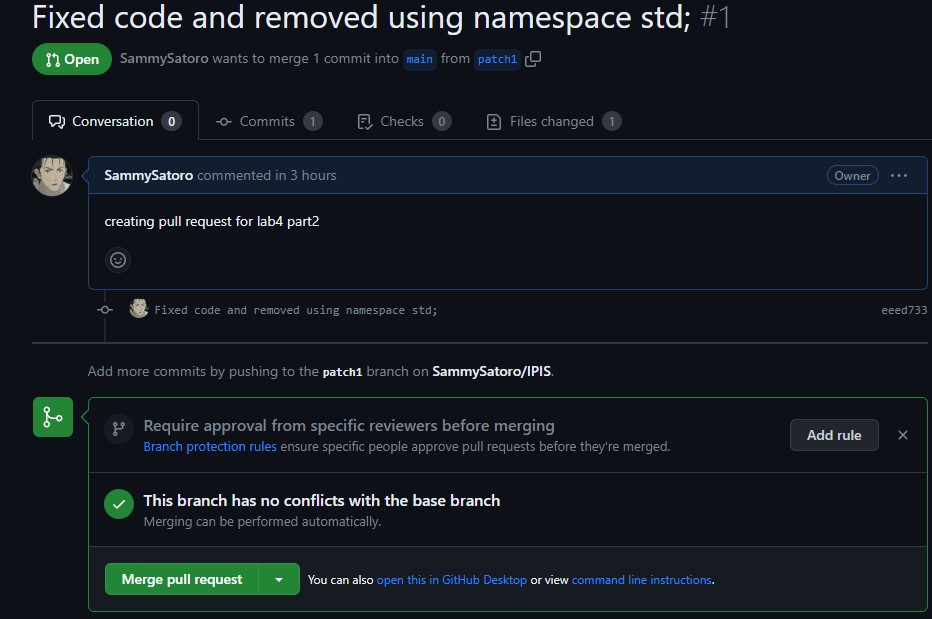 Fixed code and removed using namespace std; #1
Open SammySatoro wants to merge 1 commit into main from patch1
Conversation 0 Commits 1 Checks 0 Files changed 1
SammySatoro commented in 3 hours Owner
creating pull request for lab4 part2
Fixed code and removed using namespace std; eeed733
Add more commits by pushing to the patch1 branch on SammySatoro/IPIS.
Require approval from specific reviewers before merging
Branch protection rules ensure specific people approve pull requests before they're merged.
Add rule
This branch has no conflicts with the base branch
Merging can be performed automatically.
Merge pull request You can also open this in GitHub Desktop or view command line instructions.